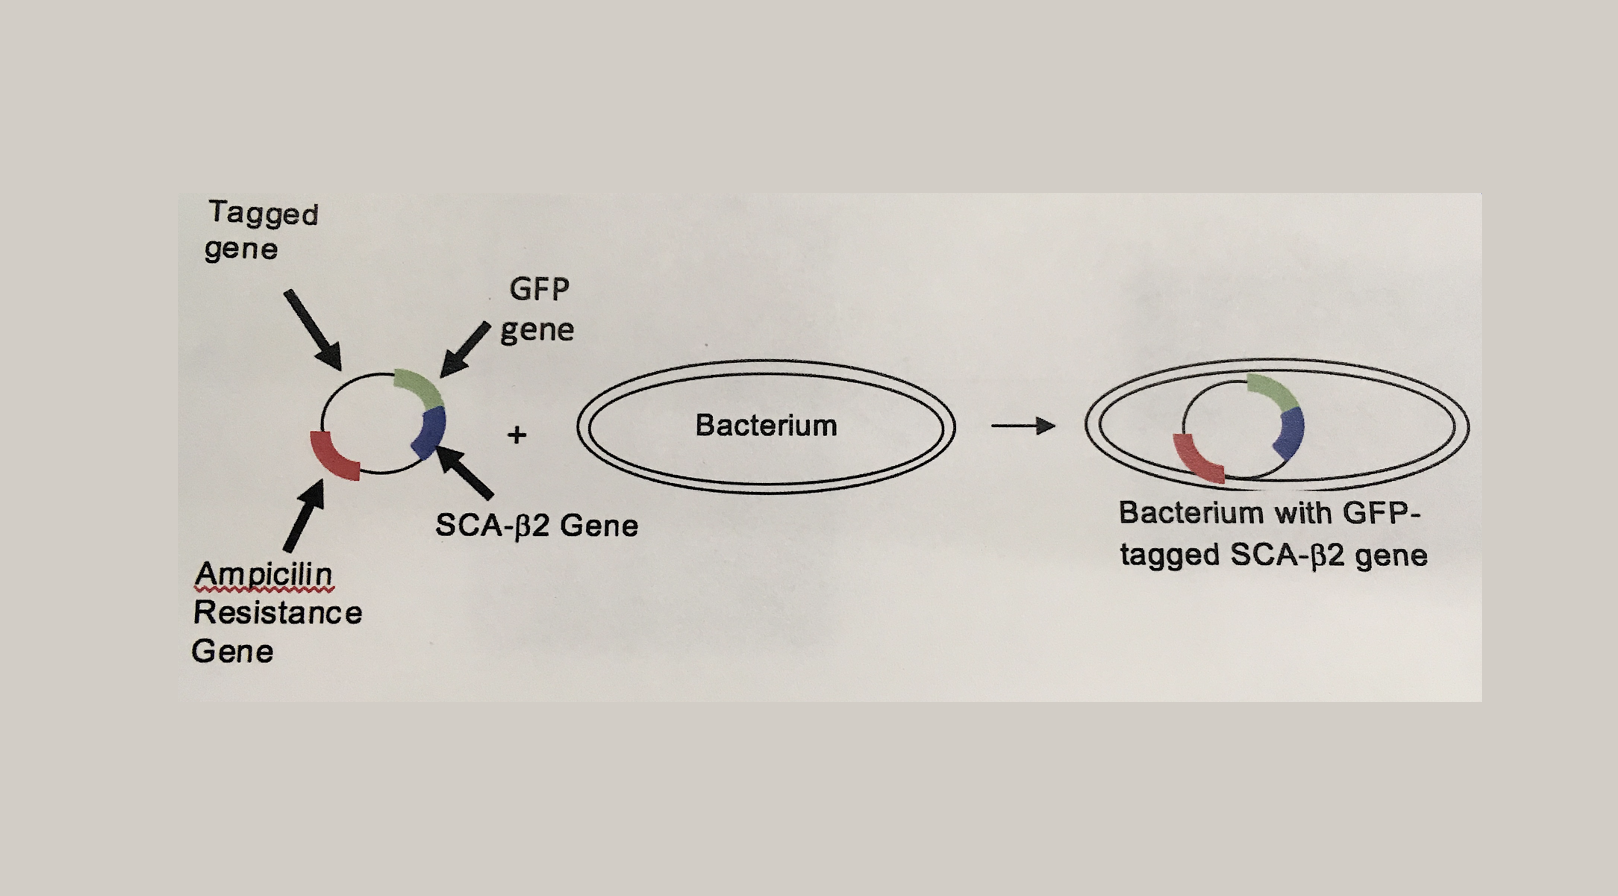 Tagged
gene
GFP
gene
+
Bacterium
SCA-β2 Gene
Ampicilin
Resistance
Gene
Bacterium with GFP-
tagged SCA-β2 gene